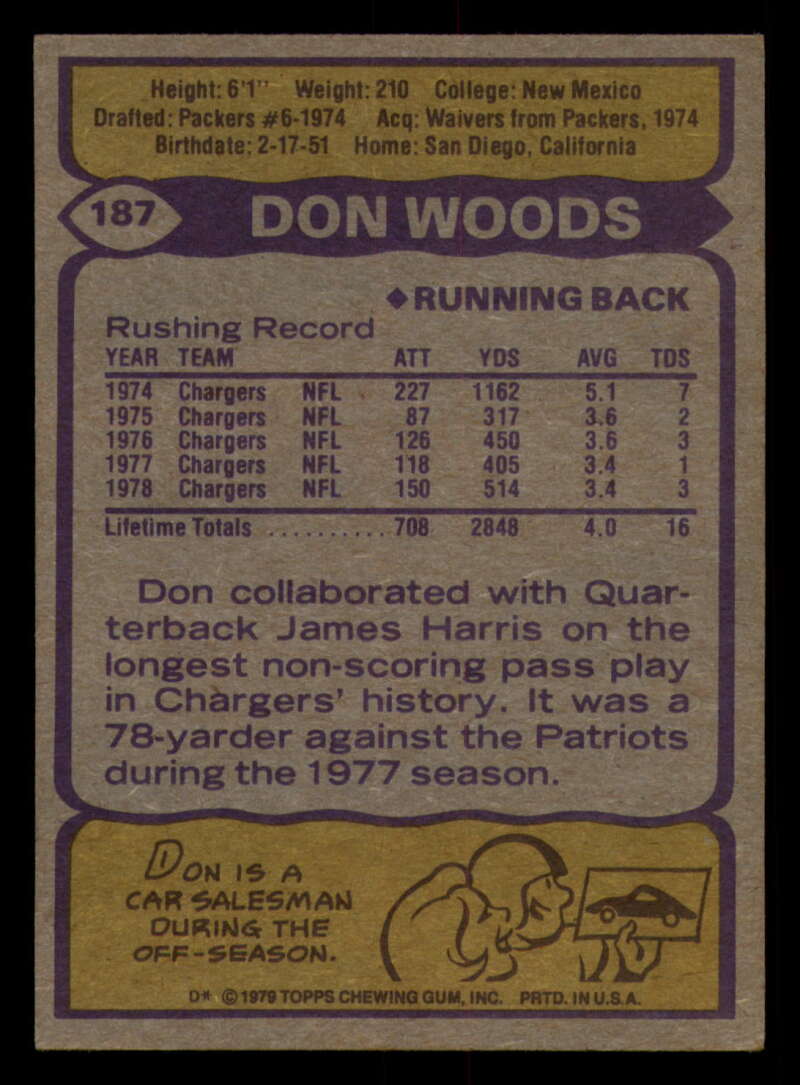 Height: 6'1" Weight: 210 College: New Mexico
Drafted: Packers #6-1974 Acq: Waivers from Packers, 1974
Birthdate: 2-17-51 Home: San Diego, California
187 DON WOODS
◆RUNNING BACK
Rushing Record
YEAR TEAM ATT YDS AVG TDS
1974 Chargers NFL 227 1162 5.1 7
1975 Chargers NFL 87 317 3.6 2
1976 Chargers NFL 126 450 3.6 3
1977 Chargers NFL 118 405 3.4 1
1978 Chargers NFL 150 514 3.4 3
Lifetime Totals ..........708 2848 4.0 16
Don collaborated with Quar-
terback James Harris on the
longest non-scoring pass play
in Chargers' history. It was a
78-yarder against the Patriots
during the 1977 season.
DON IS A
CAR SALESMAN
DURING THE
OFF-SEASON.
D* © 1979 TOPPS CHEWING GUM, INC. PRTD. IN U.S.A.